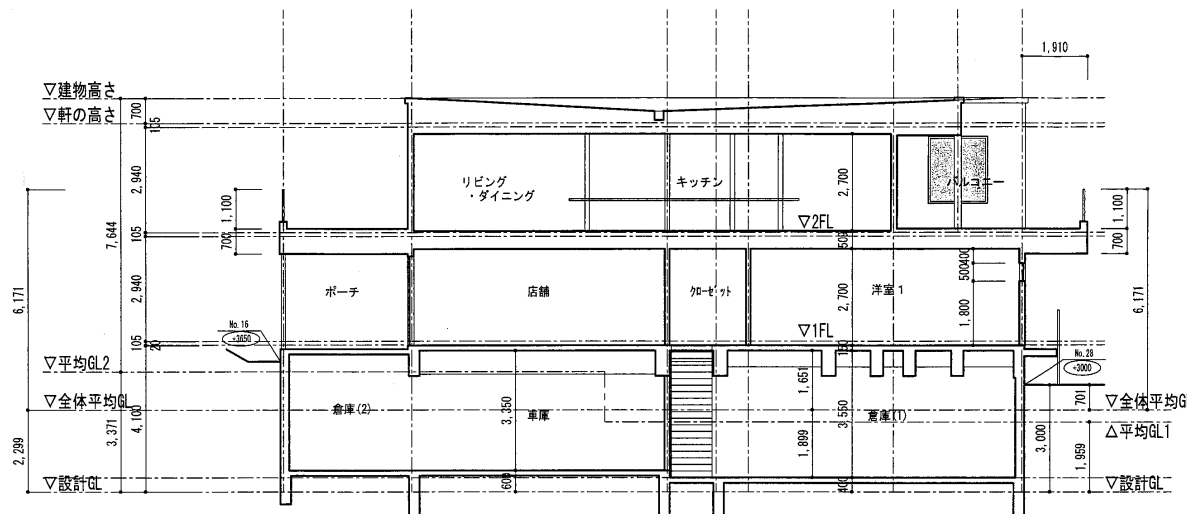 1,910
▽建物高さ
700
▽軒の高さ
105
2,940
リビング
・ダイニング
キッチン
2,700
バルコニー
1,100
1,100
▽2FL
7,644
105
700
509
700
400
500
6,171
2,940
ポーチ
店舗
クローゼット
2,700
洋室1
1,800
6,171
No.16
+3650
▽1FL
105
20
150
No.28
+3000
▽平均GL2
1,651
701
▽全体平均GL
倉庫(2)
車庫
3,350
3,550
倉庫(1)
▽全体平均G
3,371
4,100
△平均GL1
2,299
1,899
3,000
1,959
▽設計GL
600
400
▽設計GL